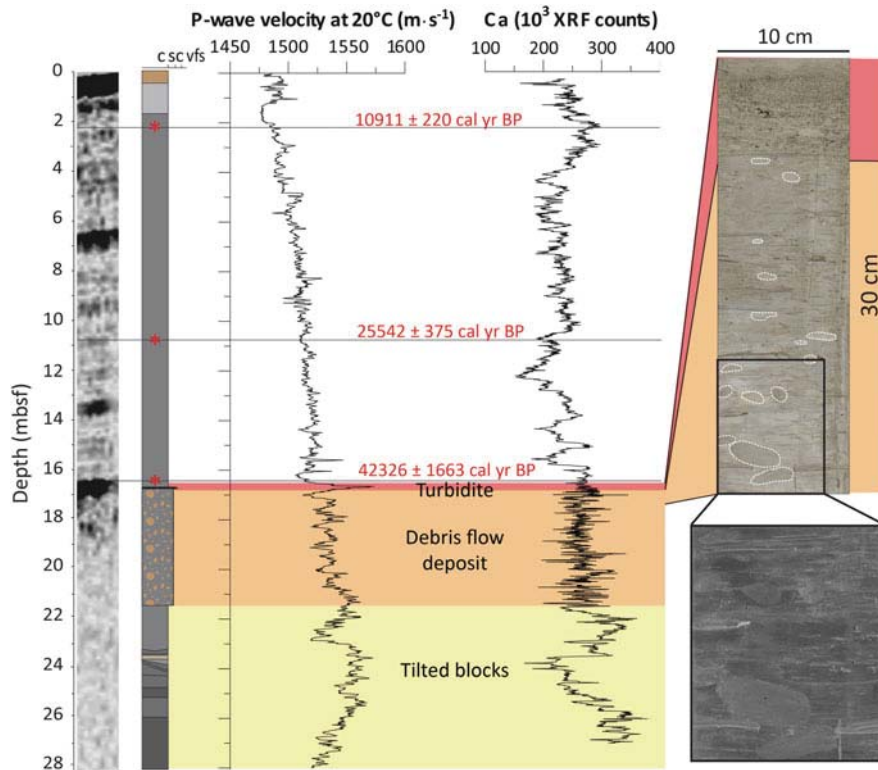 P-wave velocity at 20°C (m·s⁻¹)
Ca (10³ XRF counts)
c sc vfs
1450
1500
1550
1600
100
200
300
400
10 cm
0
2
4
6
8
10
12
14
16
18
20
22
24
26
28
Depth (mbsf)
10911 ± 220 cal yr BP
25542 ± 375 cal yr BP
42326 ± 1663 cal yr BP
Turbidite
Debris flow
deposit
Tilted blocks
30 cm
*
*
*